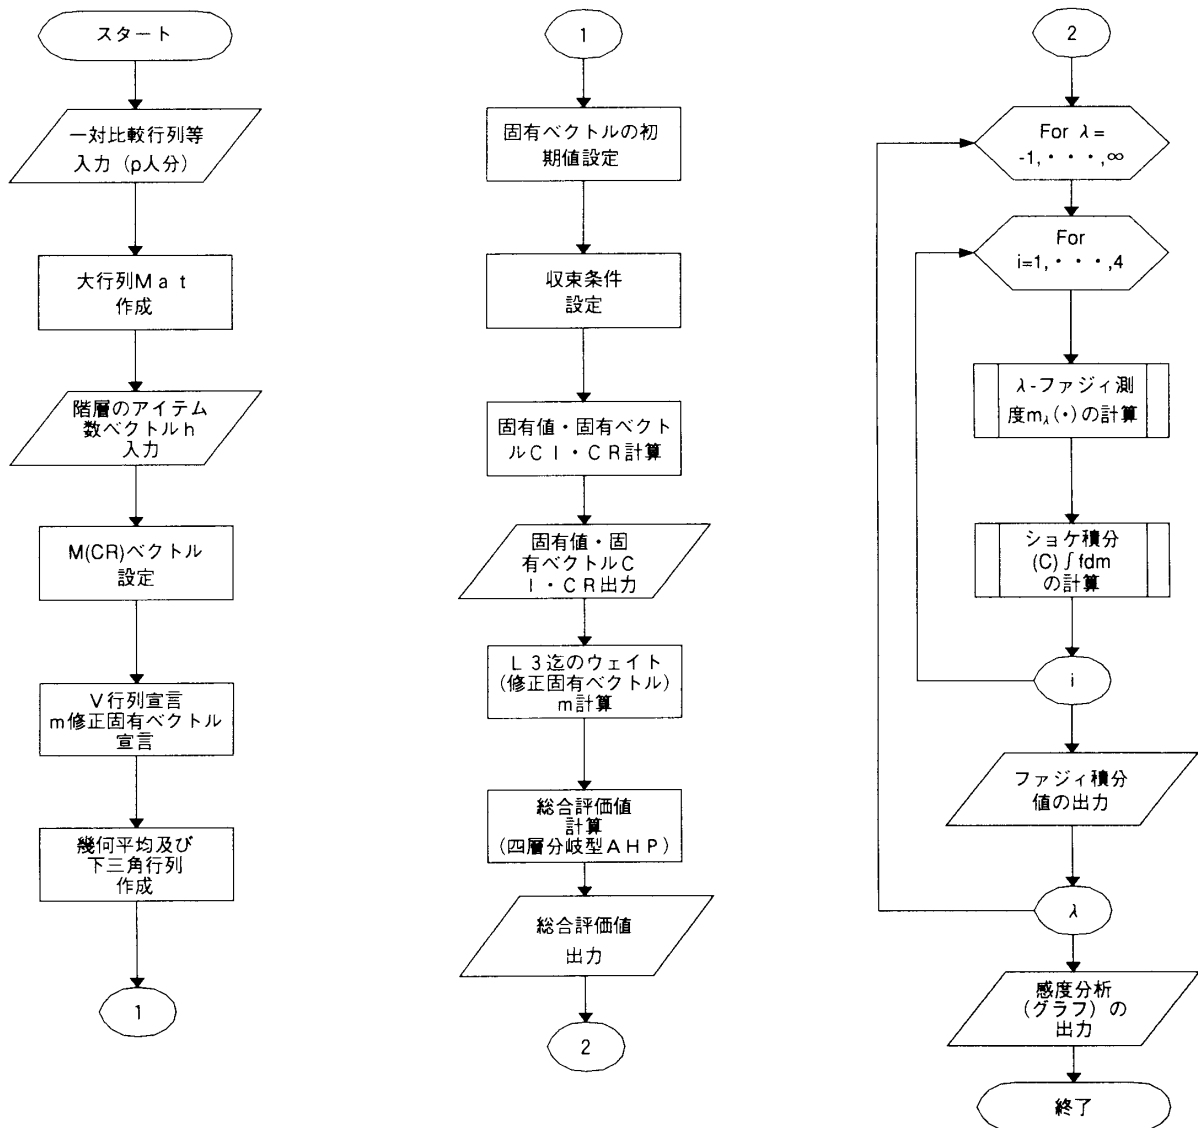 スタート
一対比較行列等
入力（p人分）
大行列Ｍａｔ
作成
階層のアイテム
数ベクトルｈ
入力
M(CR)ベクトル
設定
Ｖ行列宣言
m修正固有ベクトル
宣言
幾何平均及び
下三角行列
作成
1
1
固有ベクトルの初
期値設定
収束条件
設定
固有値・固有ベクト
ルＣＩ・ＣＲ計算
固有値・固
有ベクトルＣ
Ｉ・ＣＲ出力
Ｌ３迄のウェイト
(修正固有ベクトル)
m計算
総合評価値
計算
(四層分岐型ＡＨＰ)
総合評価値
出力
2
2
For λ=
-1,・・・,∞
For
i=1,・・・,4
λ-ファジィ測
度mλ(・)の計算
ショケ積分
(C)∫fdm
の計算
i
ファジィ積分
値の出力
λ
感度分析
(グラフ)の
出力
終了